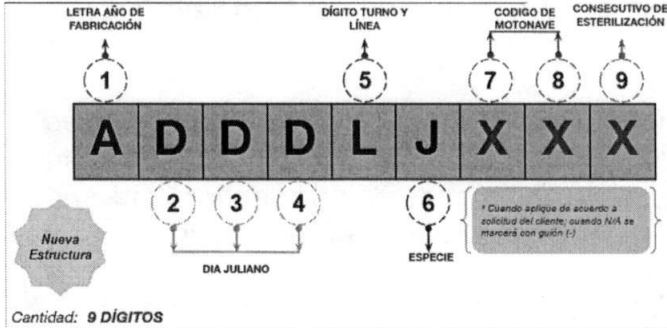 LETRA AÑO DE
FABRICACIÓN
DÍGITO TURNO Y
LÍNEA
CODIGO DE
MOTONAVE
CONSECUTIVO DE
ESTERILIZACIÓN
1
5
7
8
9
A D D D L J X X X
2
3
4
6
* Cuando aplique de acuerdo a
solicitud del cliente; cuando N/A se
marcará con guión (-)
Nueva
Estructura
DIA JULIANO
ESPECIE
Cantidad: 9 DÍGITOS